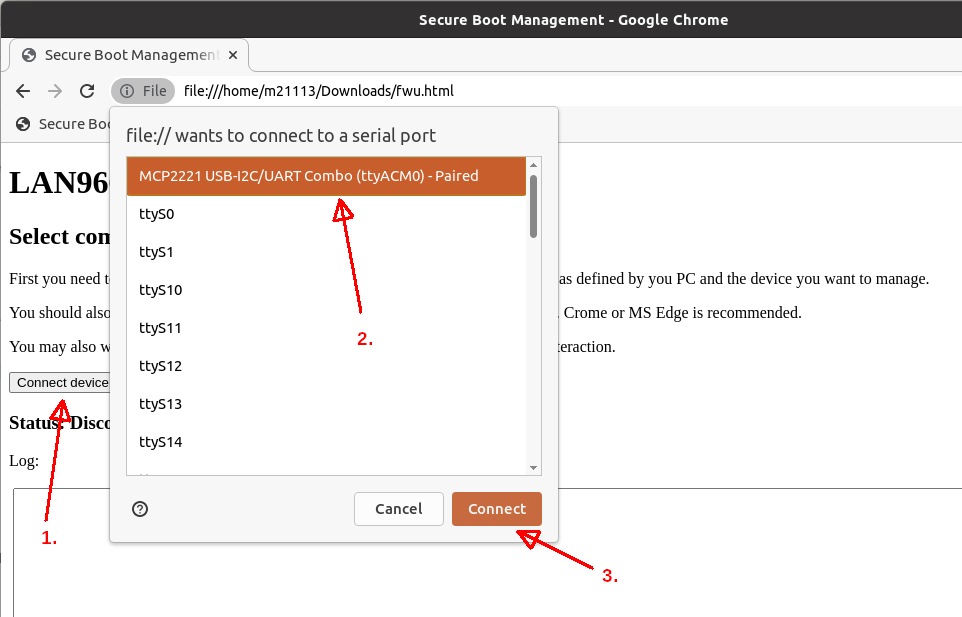 Secure Boot Management - Google Chrome
Secure Boot Management
File file:///home/m21113/Downloads/fwu.html
Secure Boo
file:// wants to connect to a serial port
MCP2221 USB-I2C/UART Combo (ttyACM0) - Paired
ttyS0
ttyS1
ttyS10
ttyS11
ttyS12
ttyS13
ttyS14
Cancel Connect
LAN96
Select com
First you need t as defined by you PC and the device you want to manage.
You should also . Crome or MS Edge is recommended.
You may also w teraction.
Connect device
Status: Disco
Log:
1.
2.
3.